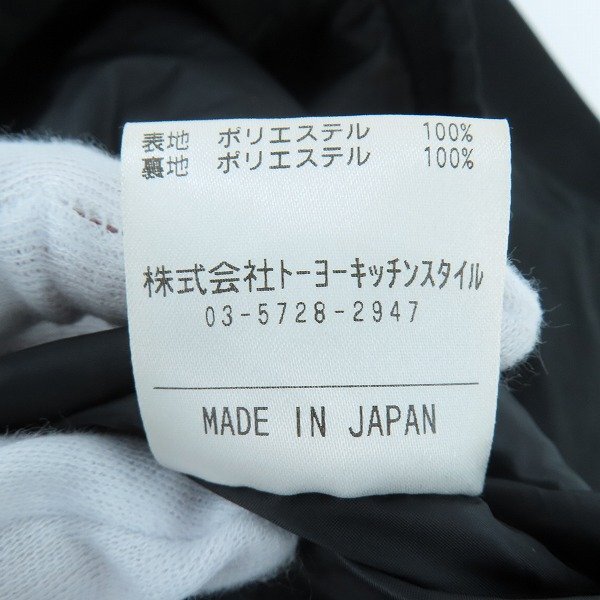 表地 ポリエステル 100%
裏地 ポリエステル 100%
株式会社トーヨーキッチンスタイル
03-5728-2947
MADE IN JAPAN